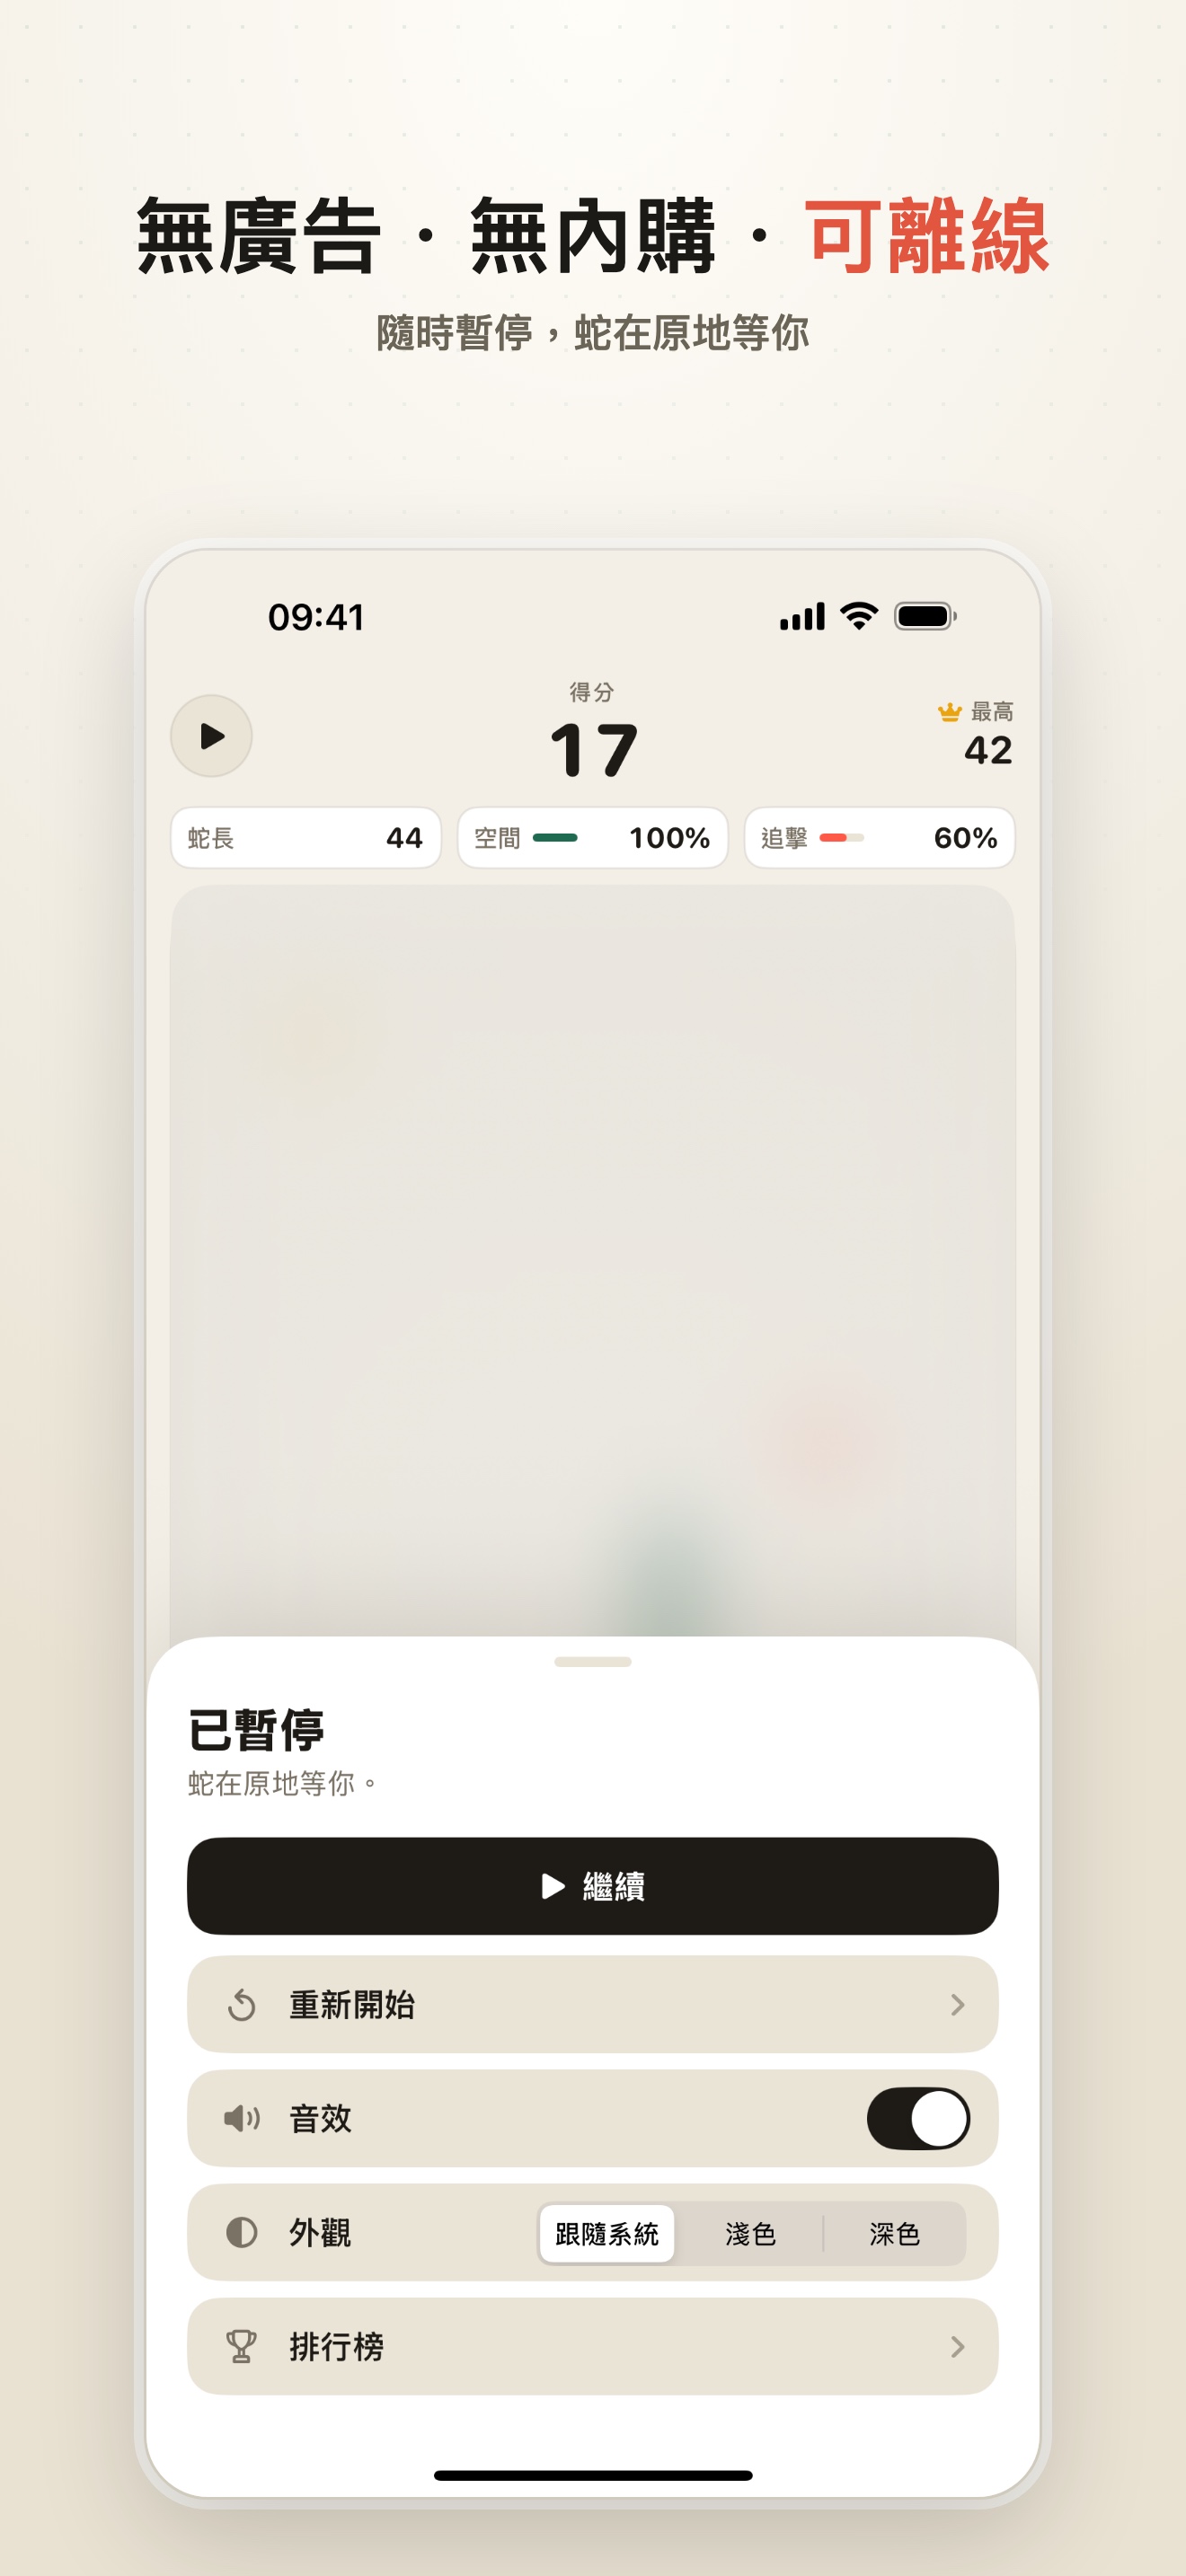 無廣告 · 無內購 · 可離線
隨時暫停，蛇在原地等你
09:41
得分
17
最高
42
蛇長 44
空間 100%
追擊 60%
已暫停
蛇在原地等你。
繼續
重新開始
音效
外觀 跟隨系統 淺色 深色
排行榜